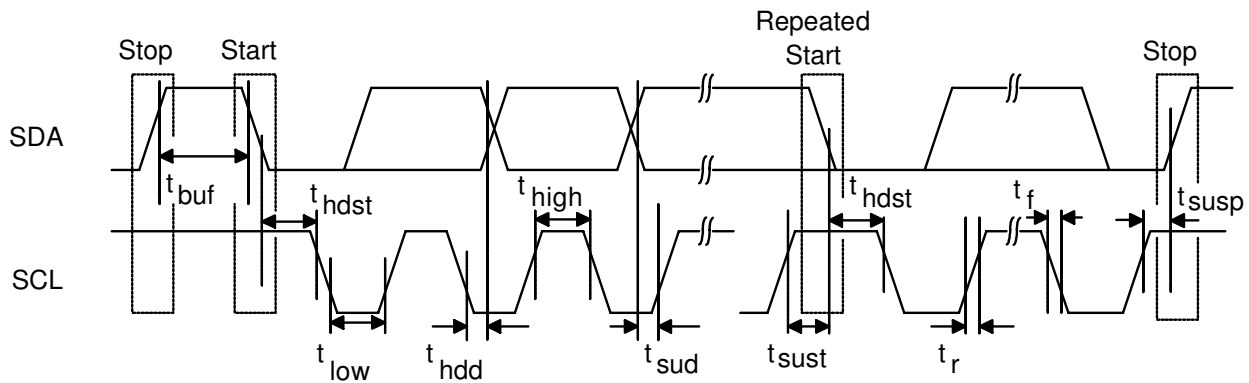 Repeated
Stop Start Start Stop
SDA
t buf t hdst t high t hdst t f t susp
SCL
t low t hdd t sud t sust t r